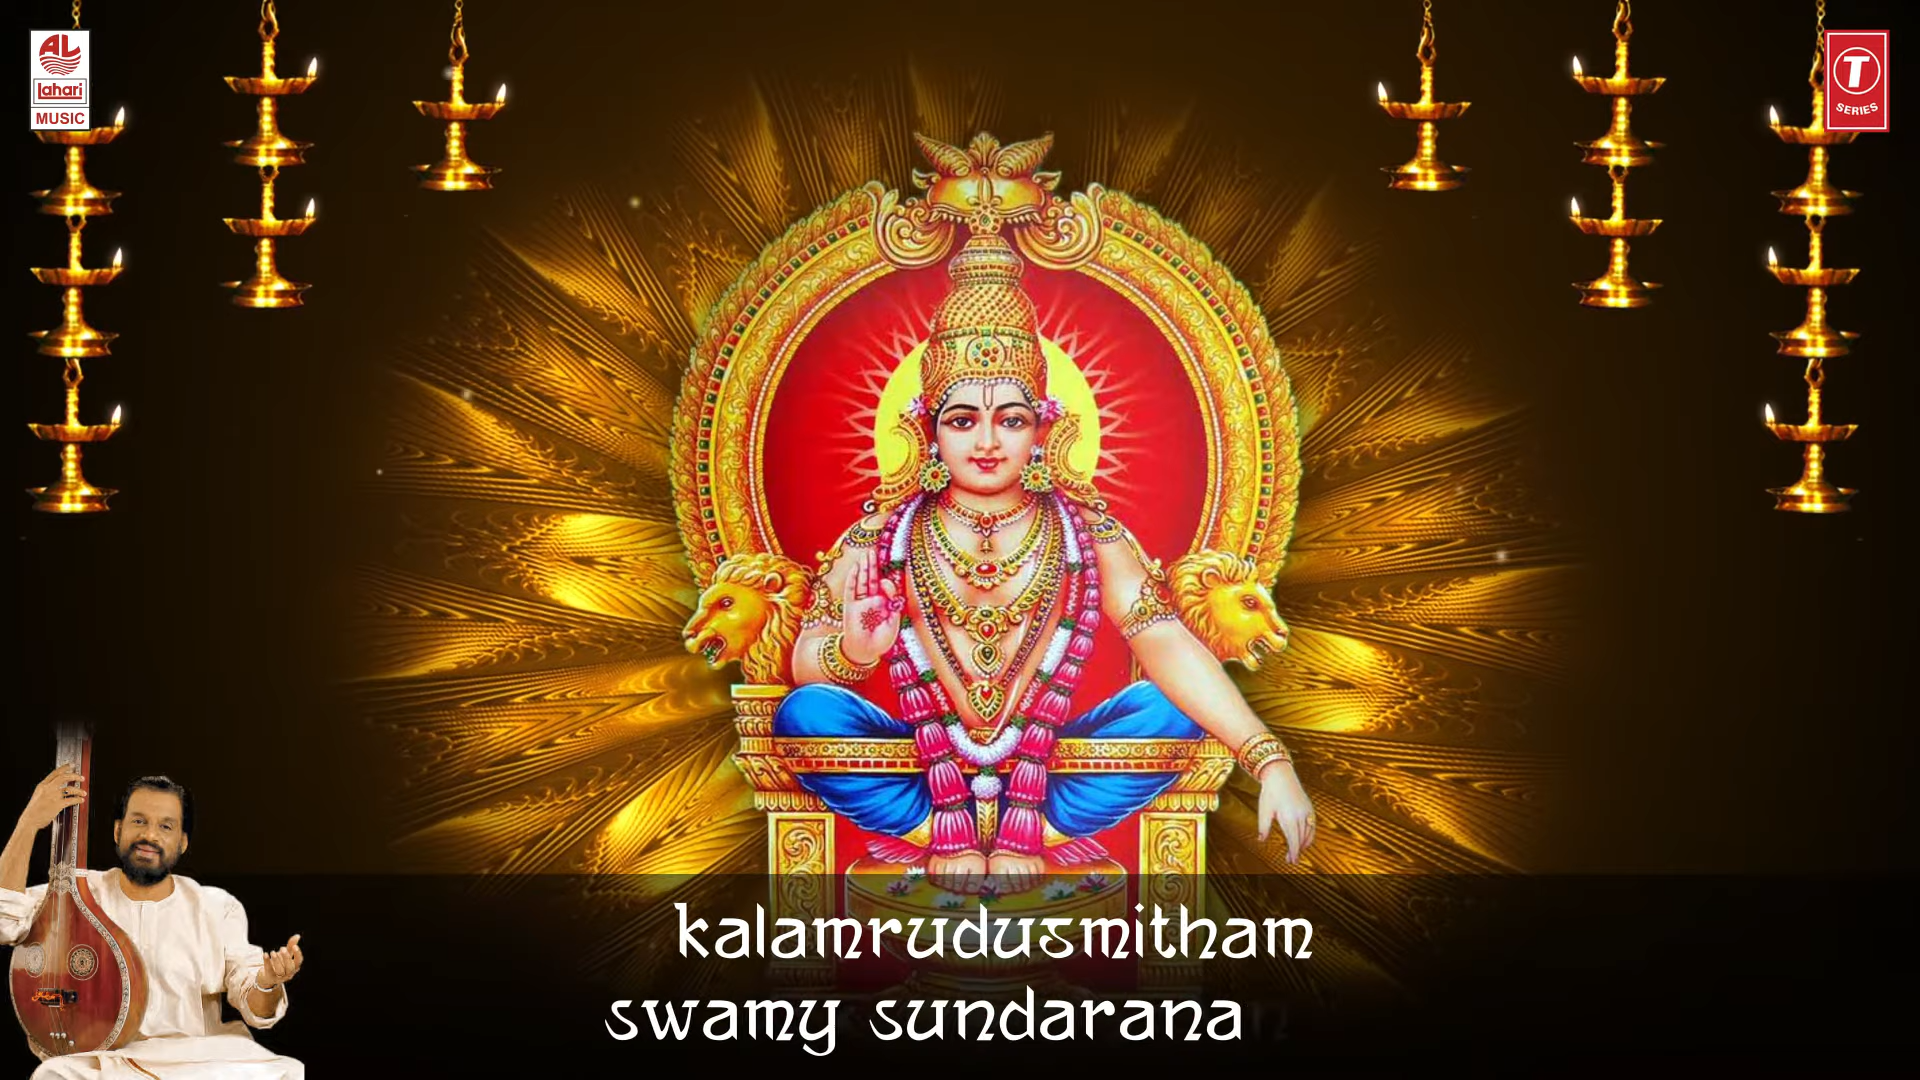 AL
lahari
MUSIC
T
SERIES
kalamrudusmitham
swamy sundarana